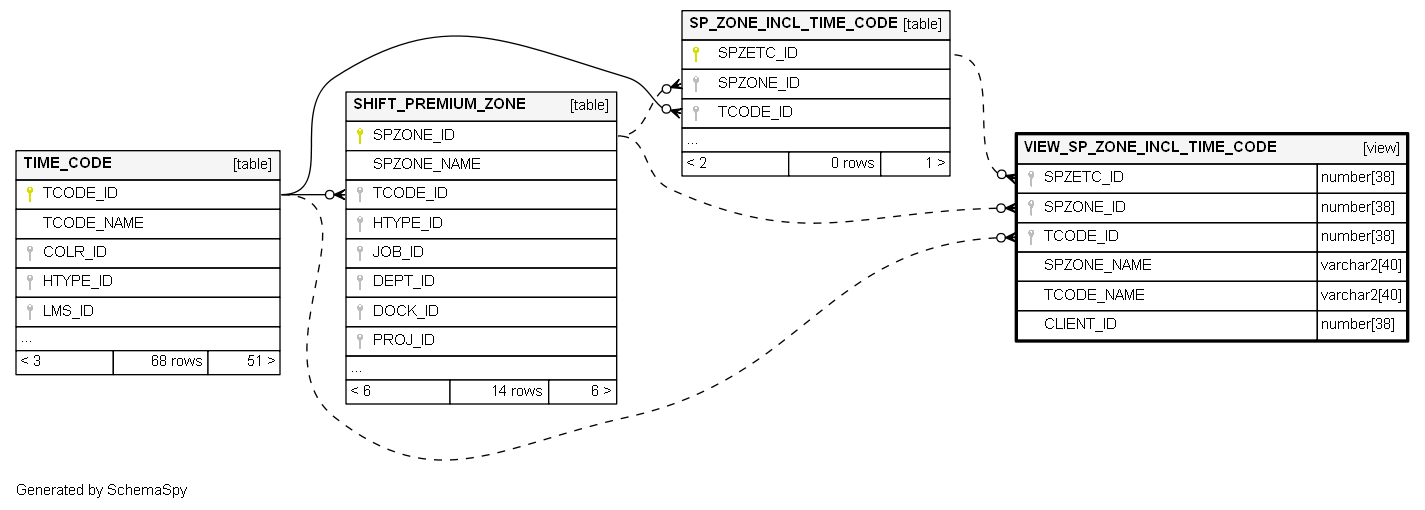 SP_ZONE_INCL_TIME_CODE [table]
SPZETC_ID
SPZONE_ID
TCODE_ID
...
< 2 0 rows 1 >
SHIFT_PREMIUM_ZONE [table]
SPZONE_ID
SPZONE_NAME
TCODE_ID
HTYPE_ID
JOB_ID
DEPT_ID
DOCK_ID
PROJ_ID
...
< 6 14 rows 6 >
TIME_CODE [table]
TCODE_ID
TCODE_NAME
COLR_ID
HTYPE_ID
LMS_ID
...
< 3 68 rows 51 >
VIEW_SP_ZONE_INCL_TIME_CODE [view]
SPZETC_ID number[38]
SPZONE_ID number[38]
TCODE_ID number[38]
SPZONE_NAME varchar2[40]
TCODE_NAME varchar2[40]
CLIENT_ID number[38]
Generated by SchemaSpy